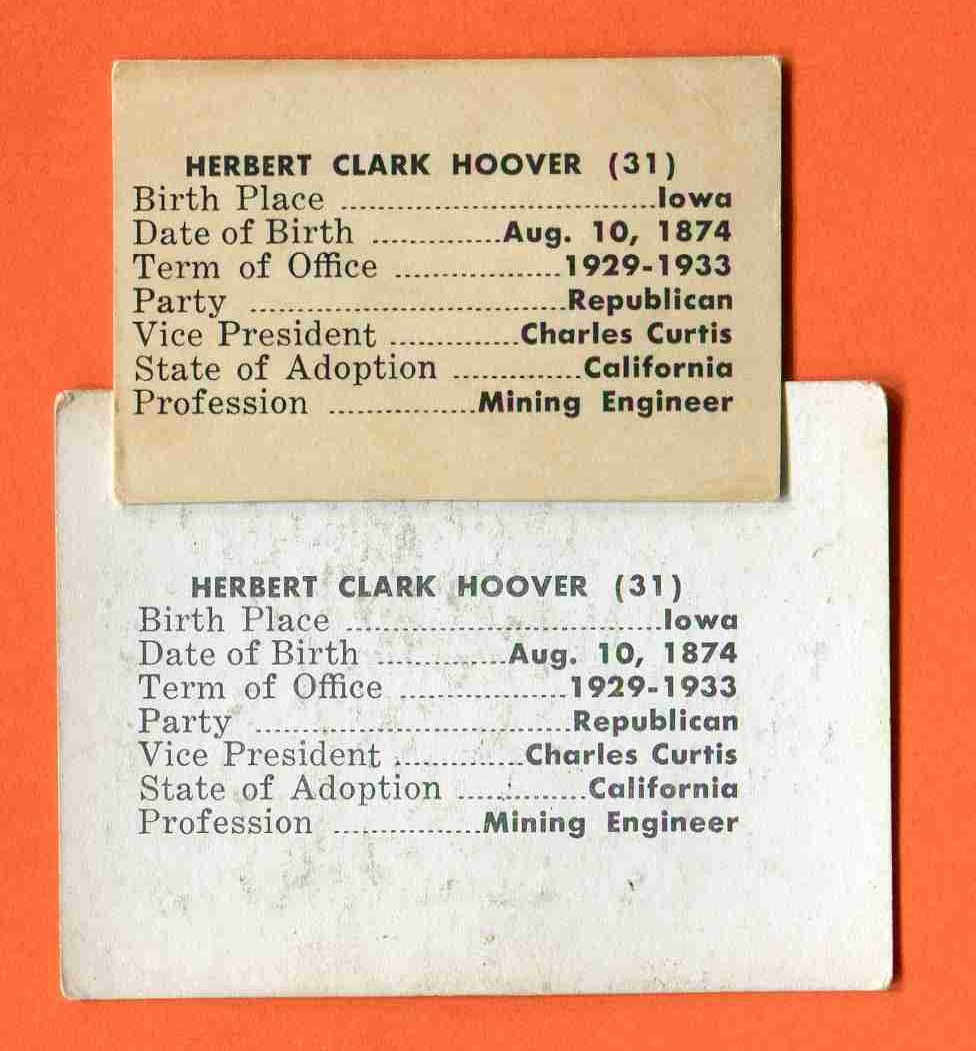 HERBERT CLARK HOOVER (31)
Birth Place ................................Iowa
Date of Birth .............Aug. 10, 1874
Term of Office .................1929-1933
Party ................................Republican
Vice President .............Charles Curtis
State of Adoption .............California
Profession ...............Mining Engineer
HERBERT CLARK HOOVER (31)
Birth Place ................................Iowa
Date of Birth .............Aug. 10, 1874
Term of Office .................1929-1933
Party ................................Republican
Vice President .............Charles Curtis
State of Adoption .............California
Profession ...............Mining Engineer